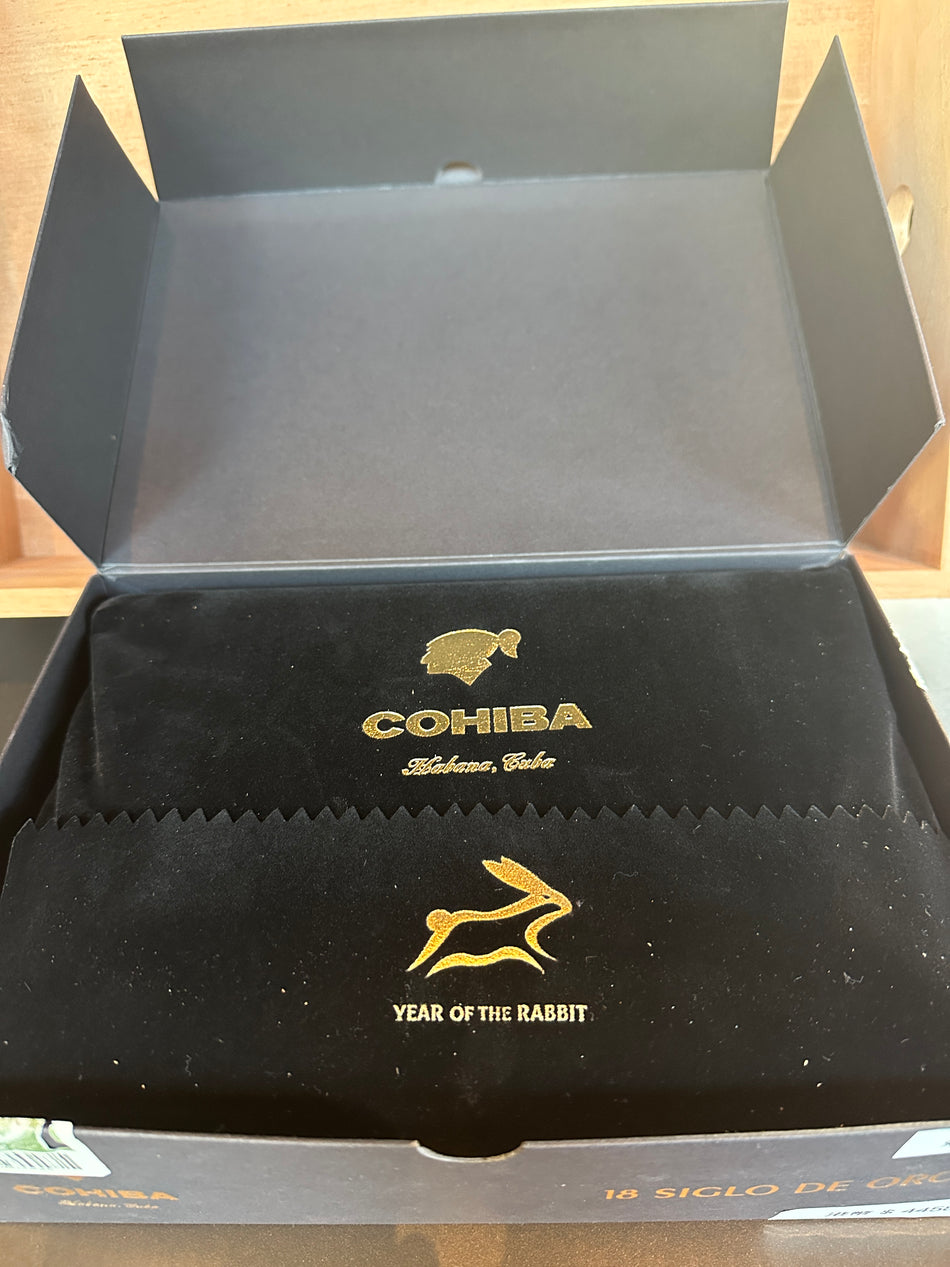 COHIBA
Habana, Cuba
YEAR OF THE RABBIT
COHIBA
Habana, Cuba
18 SIGLO DE ORO